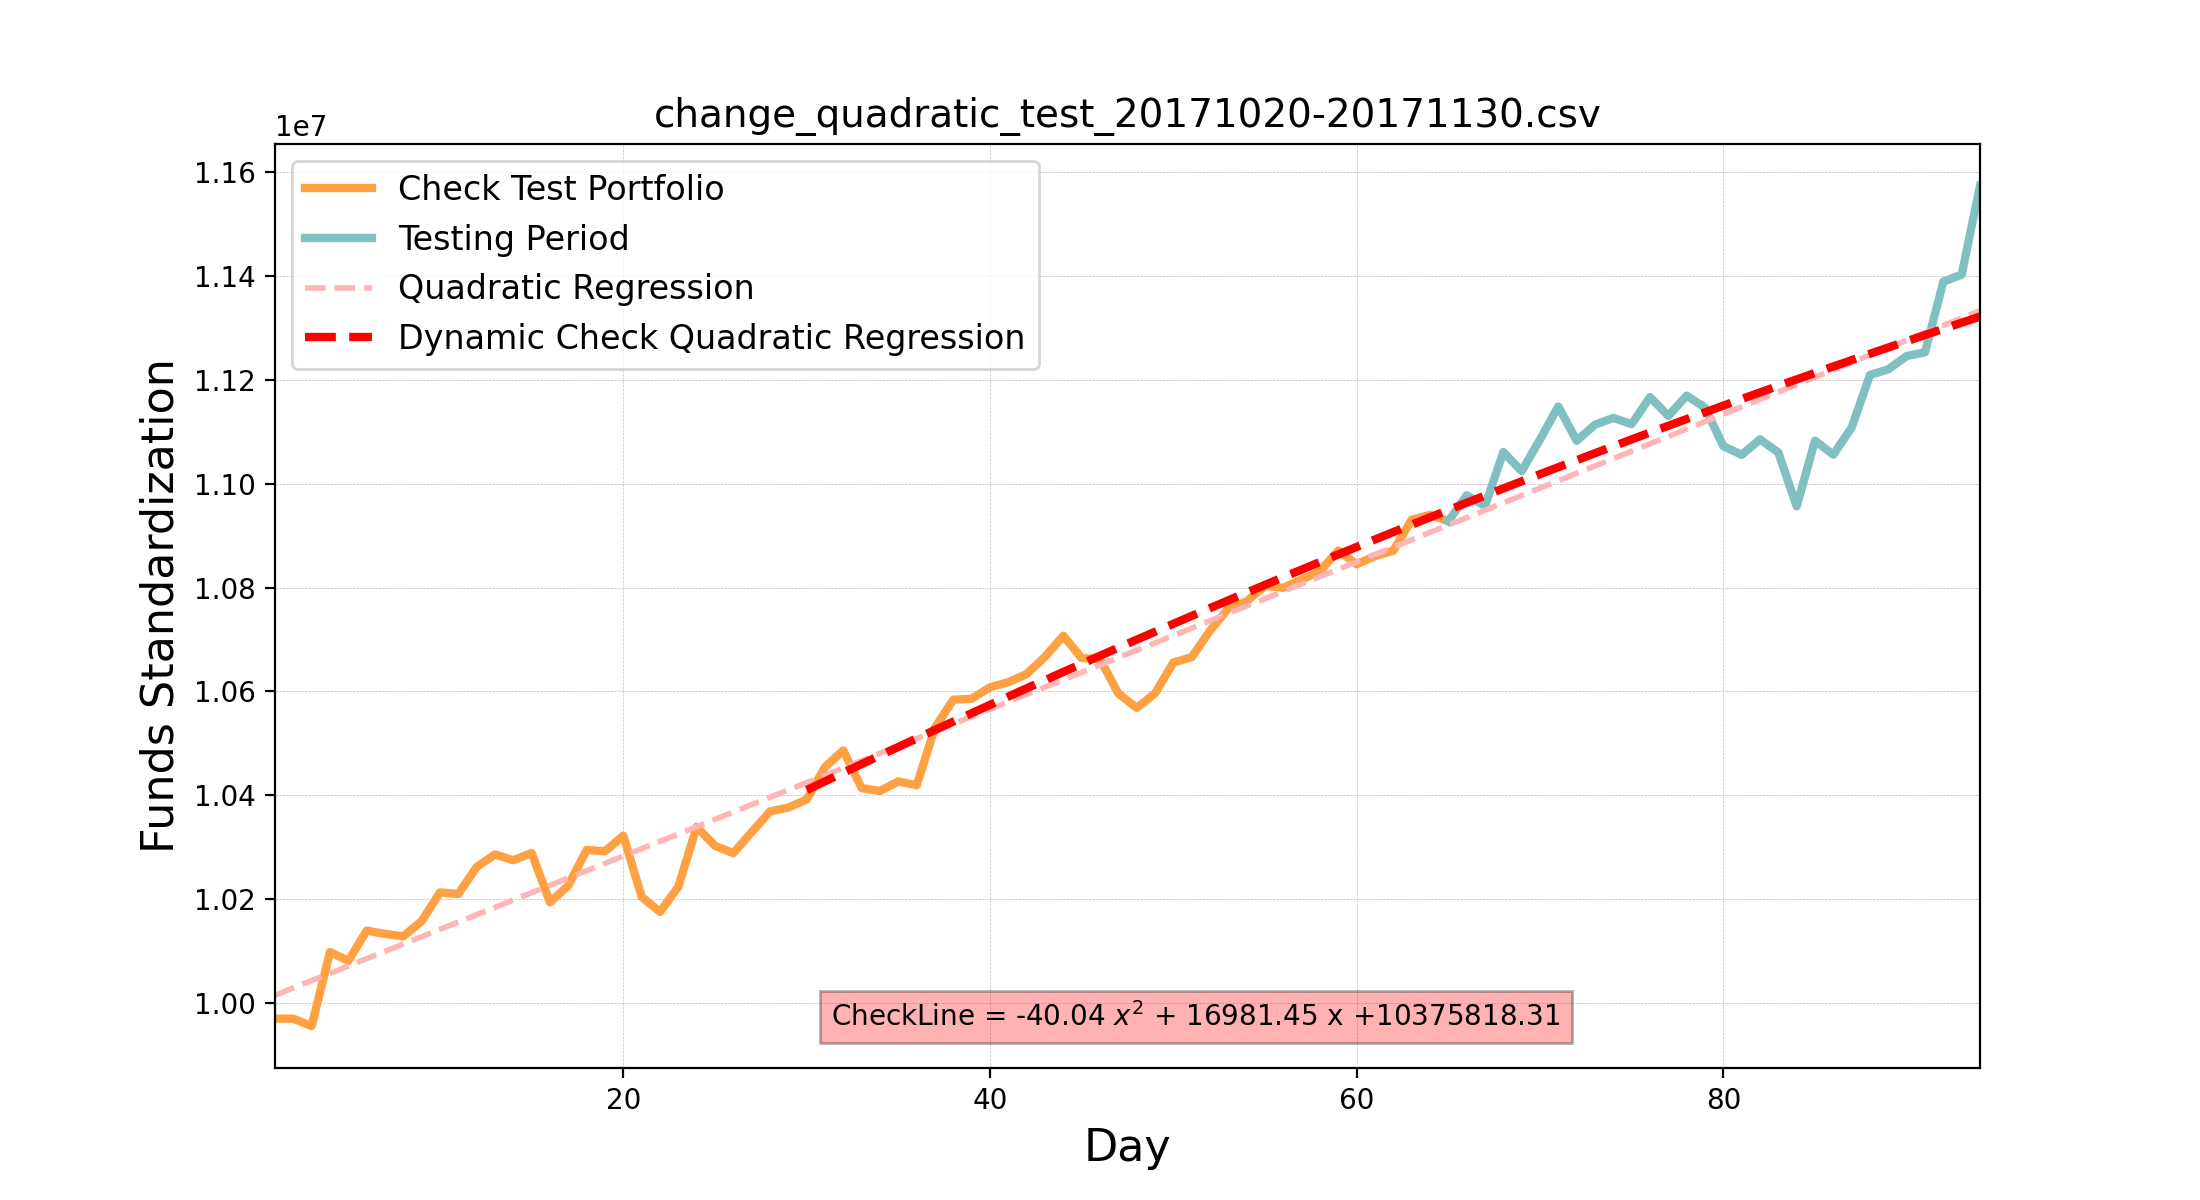 change_quadratic_test_20171020-20171130.csv
1e7
Check Test Portfolio
Testing Period
Quadratic Regression
Dynamic Check Quadratic Regression
1.16
1.14
1.12
1.10
1.08
1.06
1.04
1.02
1.00
Funds Standardization
CheckLine = -40.04 x² + 16981.45 x +10375818.31
20 40 60 80
Day